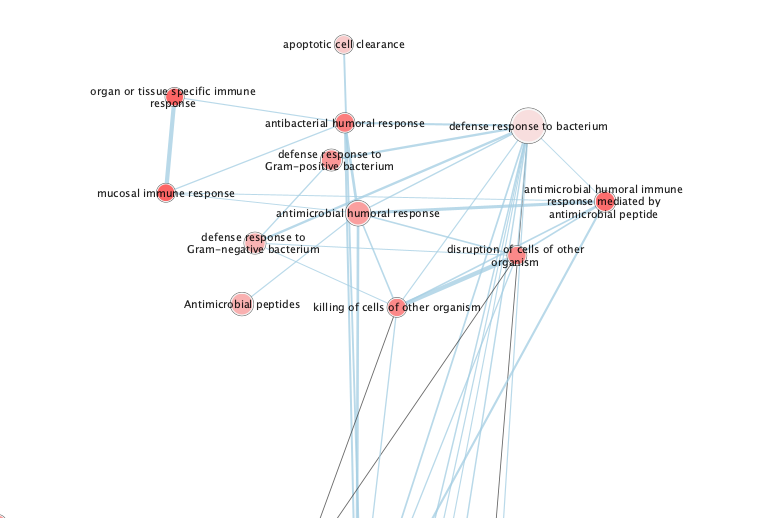 apoptotic cell clearance
organ or tissue specific immune
response
antibacterial humoral response
defense response to bacterium
defense response to
Gram-positive bacterium
mucosal immune response
antimicrobial humoral immune
response mediated by
antimicrobial peptide
antimicrobial humoral response
defense response to
Gram-negative bacterium
disruption of cells of other
organism
Antimicrobial peptides
killing of cells of other organism